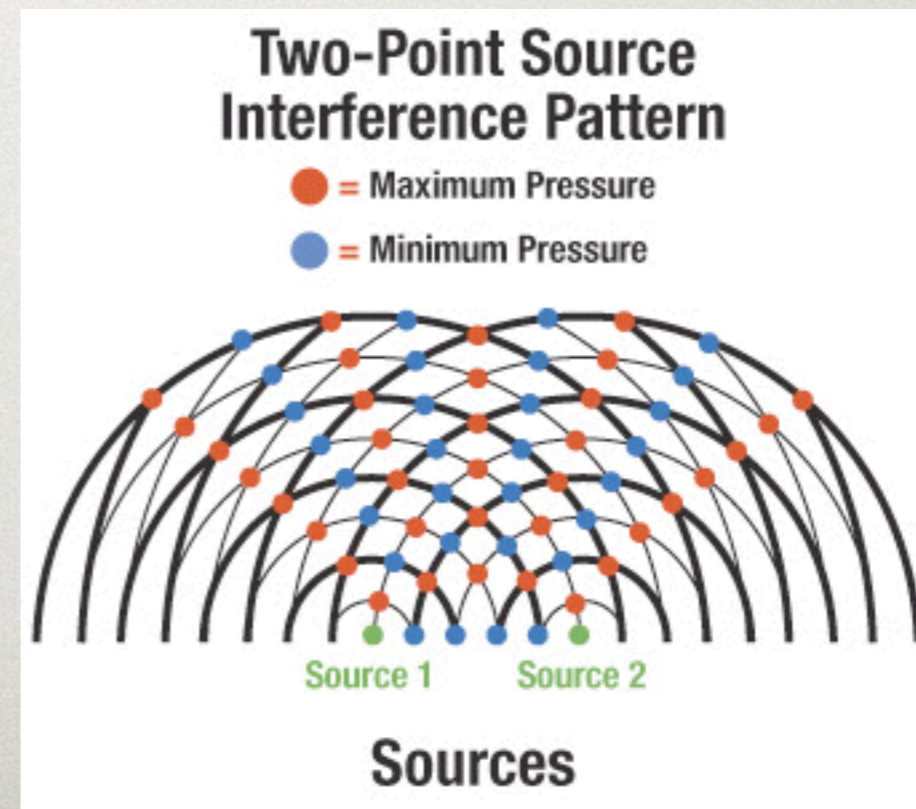 Two-Point Source
Interference Pattern
= Maximum Pressure
= Minimum Pressure
Source 1 Source 2
Sources